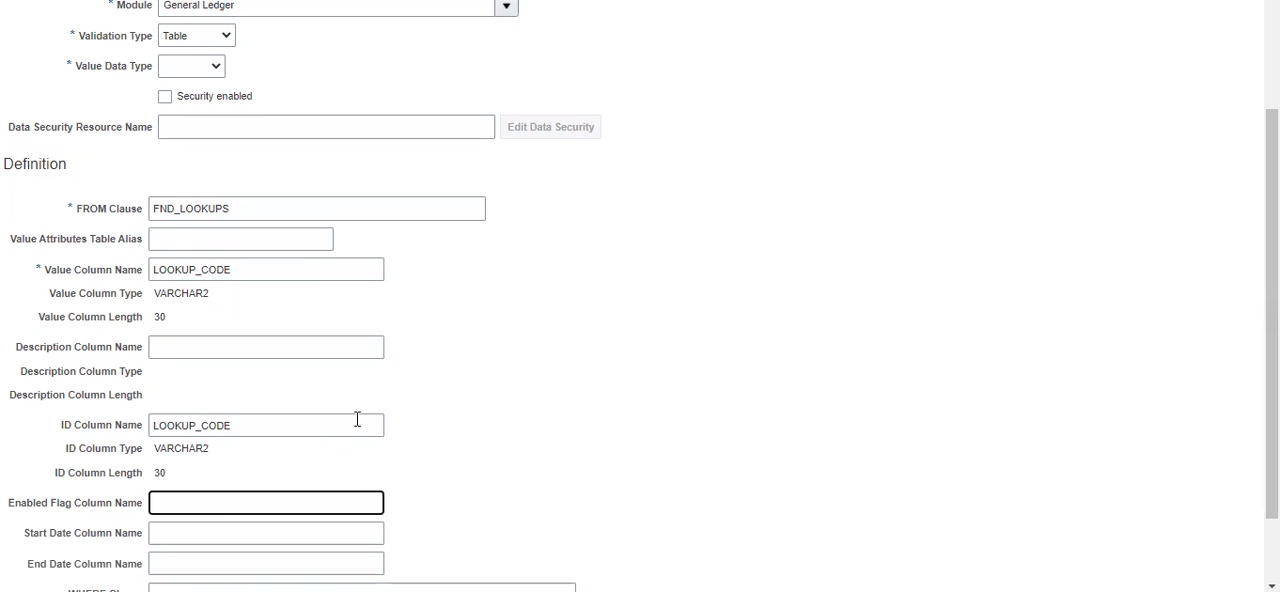 * Module General Ledger
* Validation Type Table
* Value Data Type
Security enabled
Data Security Resource Name Edit Data Security
Definition
* FROM Clause FND_LOOKUPS
Value Attributes Table Alias
* Value Column Name LOOKUP_CODE
Value Column Type VARCHAR2
Value Column Length 30
Description Column Name
Description Column Type
Description Column Length
ID Column Name LOOKUP_CODE
ID Column Type VARCHAR2
ID Column Length 30
Enabled Flag Column Name
Start Date Column Name
End Date Column Name